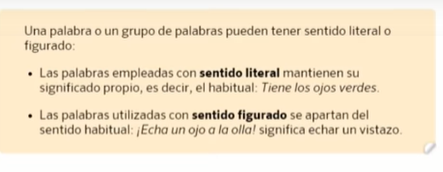 Una palabra o un grupo de palabras pueden tener sentido literal o
figurado:
• Las palabras empleadas con sentido literal mantienen su
significado propio, es decir, el habitual: Tiene los ojos verdes.
• Las palabras utilizadas con sentido figurado se apartan del
sentido habitual: ¡Echa un ojo a la olla! significa echar un vistazo.